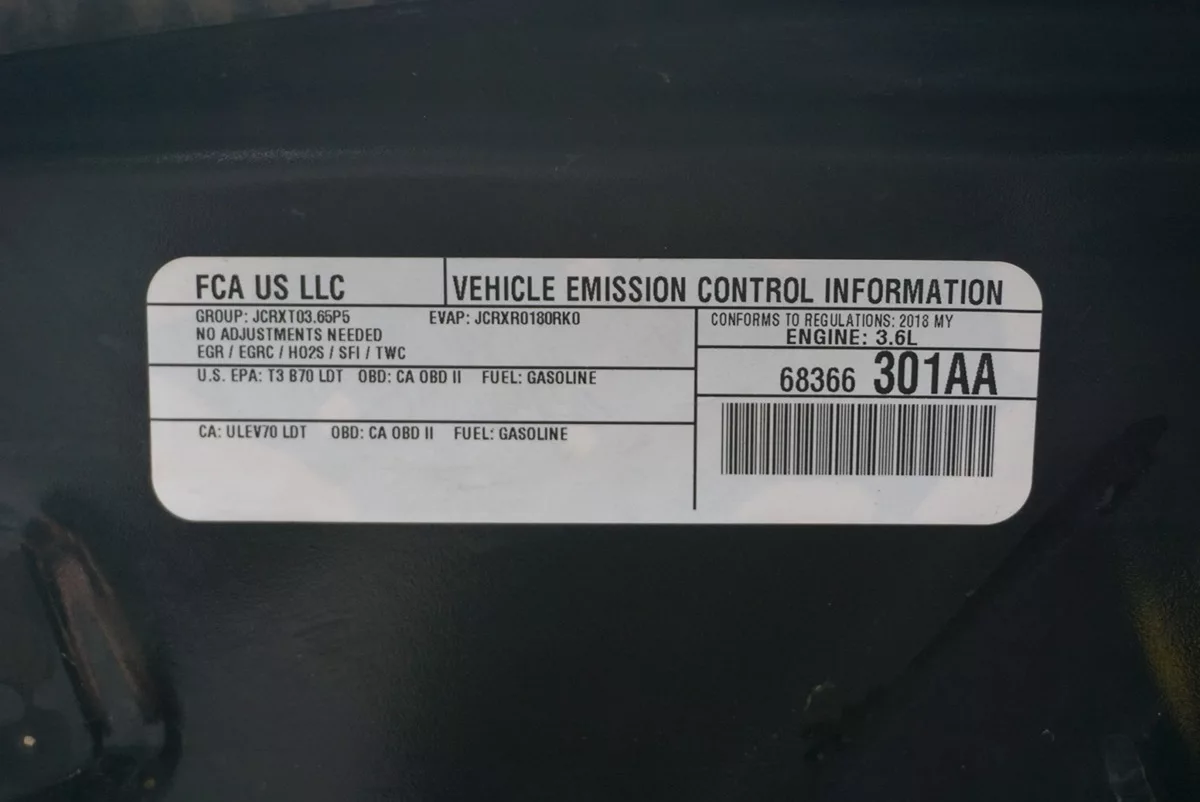 FCA US LLC
VEHICLE EMISSION CONTROL INFORMATION
GROUP: JCRXT03.65P5 EVAP: JCRXR0180RK0
NO ADJUSTMENTS NEEDED
EGR / EGRC / HO2S / SFI / TWC
CONFORMS TO REGULATIONS: 2018 MY
ENGINE: 3.6L
U.S. EPA: T3 B70 LDT OBD: CA OBD II FUEL: GASOLINE
68366 301AA
CA: ULEV70 LDT OBD: CA OBD II FUEL: GASOLINE